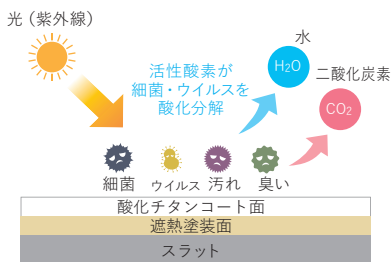 光（紫外線）
水
活性酸素が
細菌・ウイルスを
酸化分解
H₂O
二酸化炭素
CO₂
細菌 ウイルス 汚れ 臭い
酸化チタンコート面
遮熱塗装面
スラット